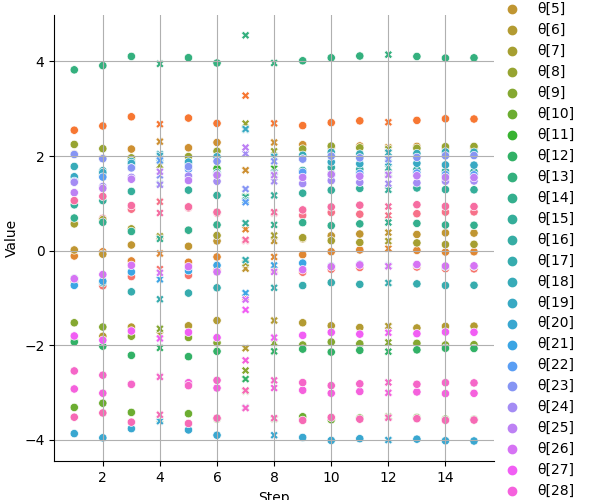 θ[5]
θ[6]
θ[7]
θ[8]
θ[9]
θ[10]
θ[11]
θ[12]
θ[13]
θ[14]
θ[15]
θ[16]
θ[17]
θ[18]
θ[19]
θ[20]
θ[21]
θ[22]
θ[23]
θ[24]
θ[25]
θ[26]
θ[27]
θ[28]
4
2
0
−2
−4
Value
2
4
6
8
10
12
14
Step